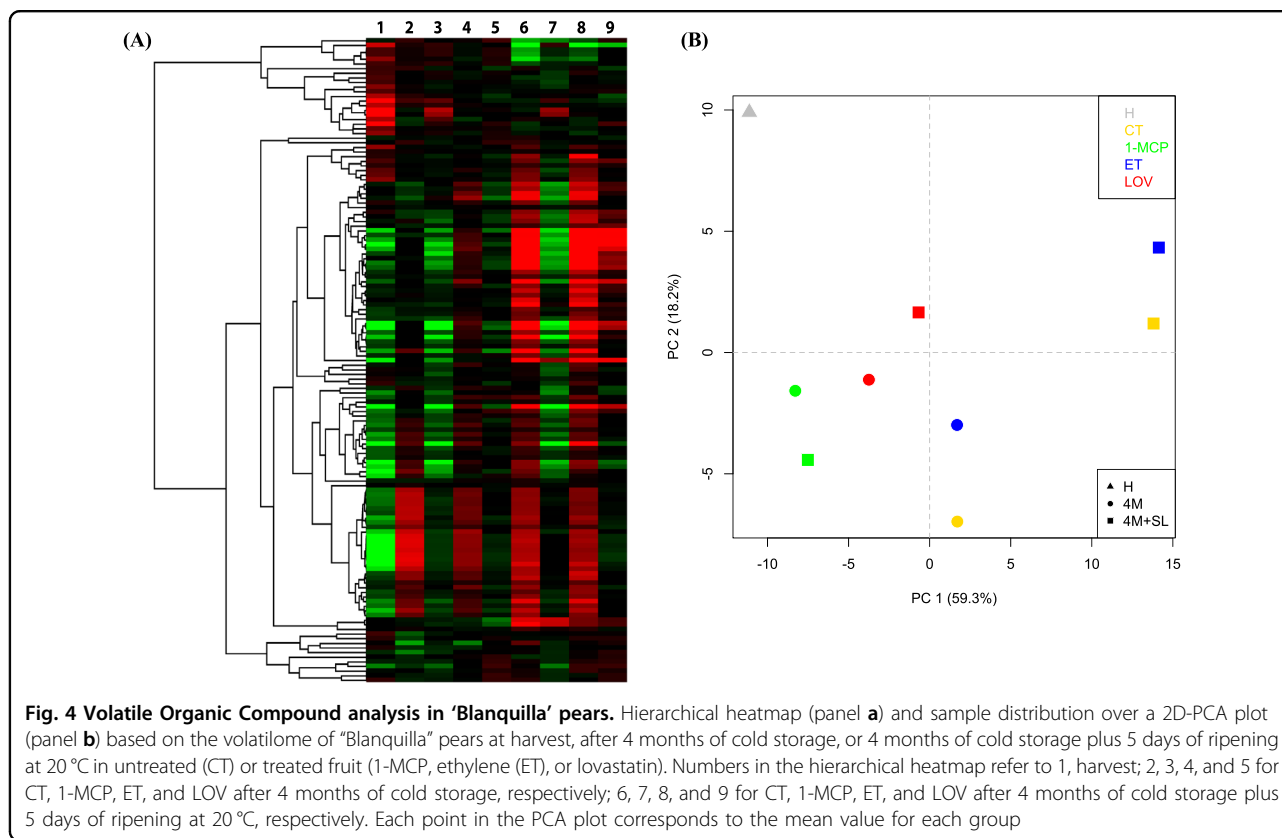 (A)
1 2 3 4 5 6 7 8 9
(B)
H
CT
1-MCP
ET
LOV
10
5
0
-5
PC 2 (18.2%)
H
4M
4M+SL
-10 -5 0 5 10 15
PC 1 (59.3%)
Fig. 4 Volatile Organic Compound analysis in ‘Blanquilla’ pears. Hierarchical heatmap (panel a) and sample distribution over a 2D-PCA plot
(panel b) based on the volatilome of “Blanquilla” pears at harvest, after 4 months of cold storage, or 4 months of cold storage plus 5 days of ripening
at 20 °C in untreated (CT) or treated fruit (1-MCP, ethylene (ET), or lovastatin). Numbers in the hierarchical heatmap refer to 1, harvest; 2, 3, 4, and 5 for
CT, 1-MCP, ET, and LOV after 4 months of cold storage, respectively; 6, 7, 8, and 9 for CT, 1-MCP, ET, and LOV after 4 months of cold storage plus
5 days of ripening at 20 °C, respectively. Each point in the PCA plot corresponds to the mean value for each group